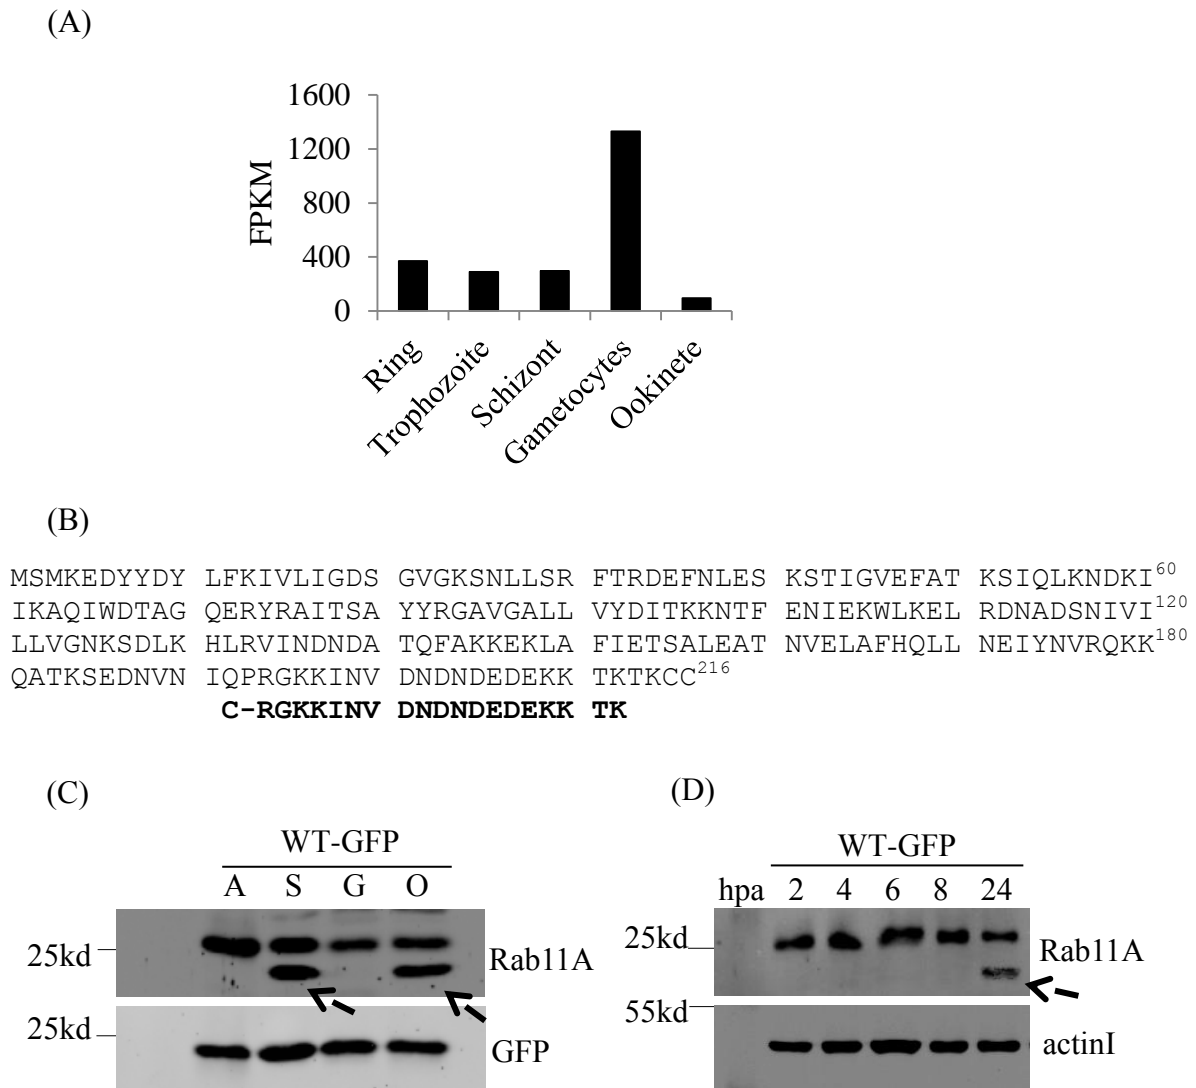 (A)
1600
1200
800
400
0
FPKM
Ring
Trophozoite
Schizont
Gametocytes
Ookinete
(B)
MSMKEDYYDY LFKIVLIGDS GVGKSNLLSR FTRDEFNLES KSTIGVEFAT KSIQLKNDKI60
IKAQIWDTAG QERYRAITSA YYRGAVGALL VYDITKKNTF ENIEKWLKEL RDNADSNIVI120
LLVGNKSDLK HLRVINDNDA TQFAKKEKLA FIETSALEAT NVELAFHQLL NEIYNVRQKK180
QATKSEDNVN IQPRGKKINV DNDNDEDEKK TKTKCC216
C-RGKKINV DNDNDEDEKK TK
(C)
WT-GFP
A S G O
25kd
Rab11A
25kd
GFP
(D)
WT-GFP
hpa 2 4 6 8 24
25kd
Rab11A
55kd
actinI